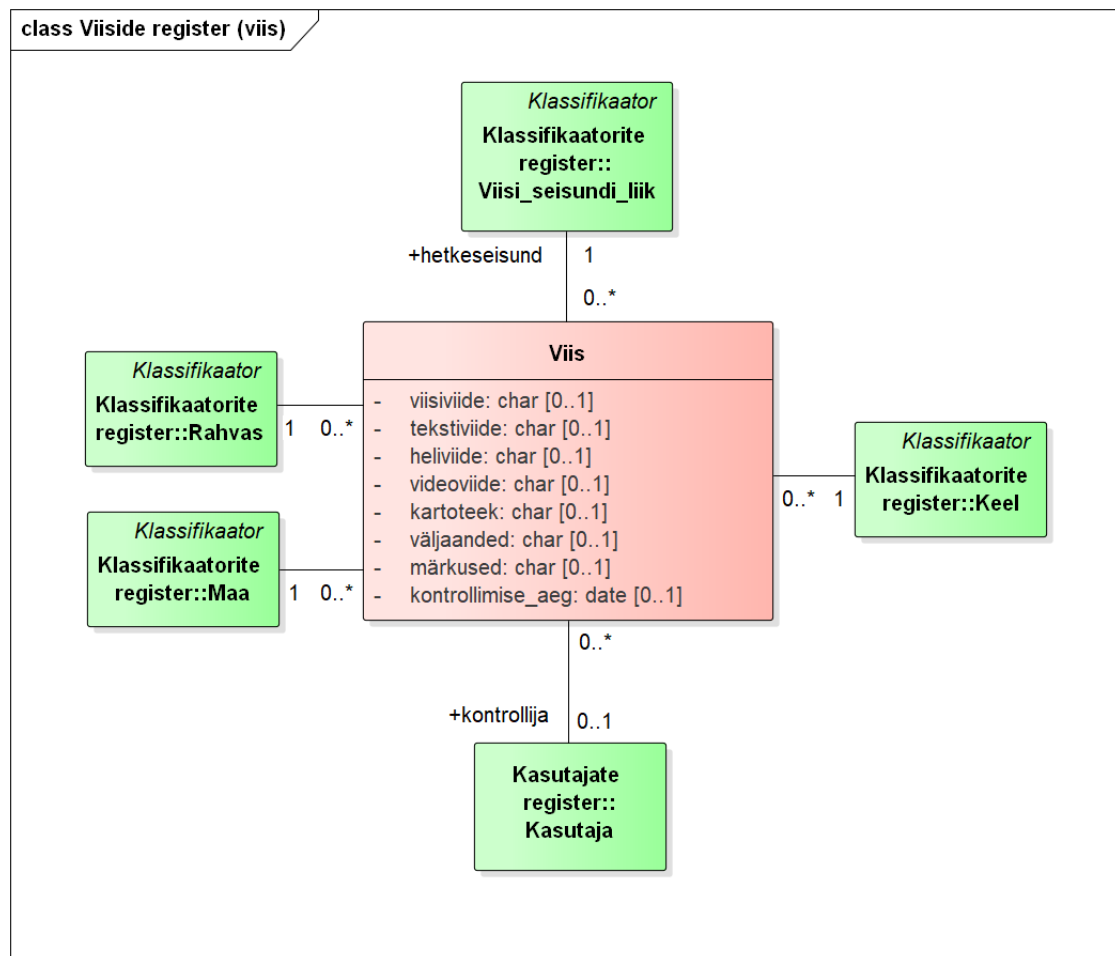 class Viiside register (viis)
Klassifikaator
Klassifikaatorite
register::
Viisi_seisundi_liik
+hetkeseisund
1
0..*
Klassifikaator
Klassifikaatorite
register::Rahvas
1
0..*
Klassifikaator
Klassifikaatorite
register::Maa
1
0..*
Viis
- viisiviide: char [0..1]
- tekstiviide: char [0..1]
- heliviide: char [0..1]
- videoviide: char [0..1]
- kartoteek: char [0..1]
- väljaanded: char [0..1]
- märkused: char [0..1]
- kontrollimise_aeg: date [0..1]
Klassifikaator
Klassifikaatorite
register::Keel
0..*
1
0..*
+kontrollija
0..1
Kasutajate
register::
Kasutaja